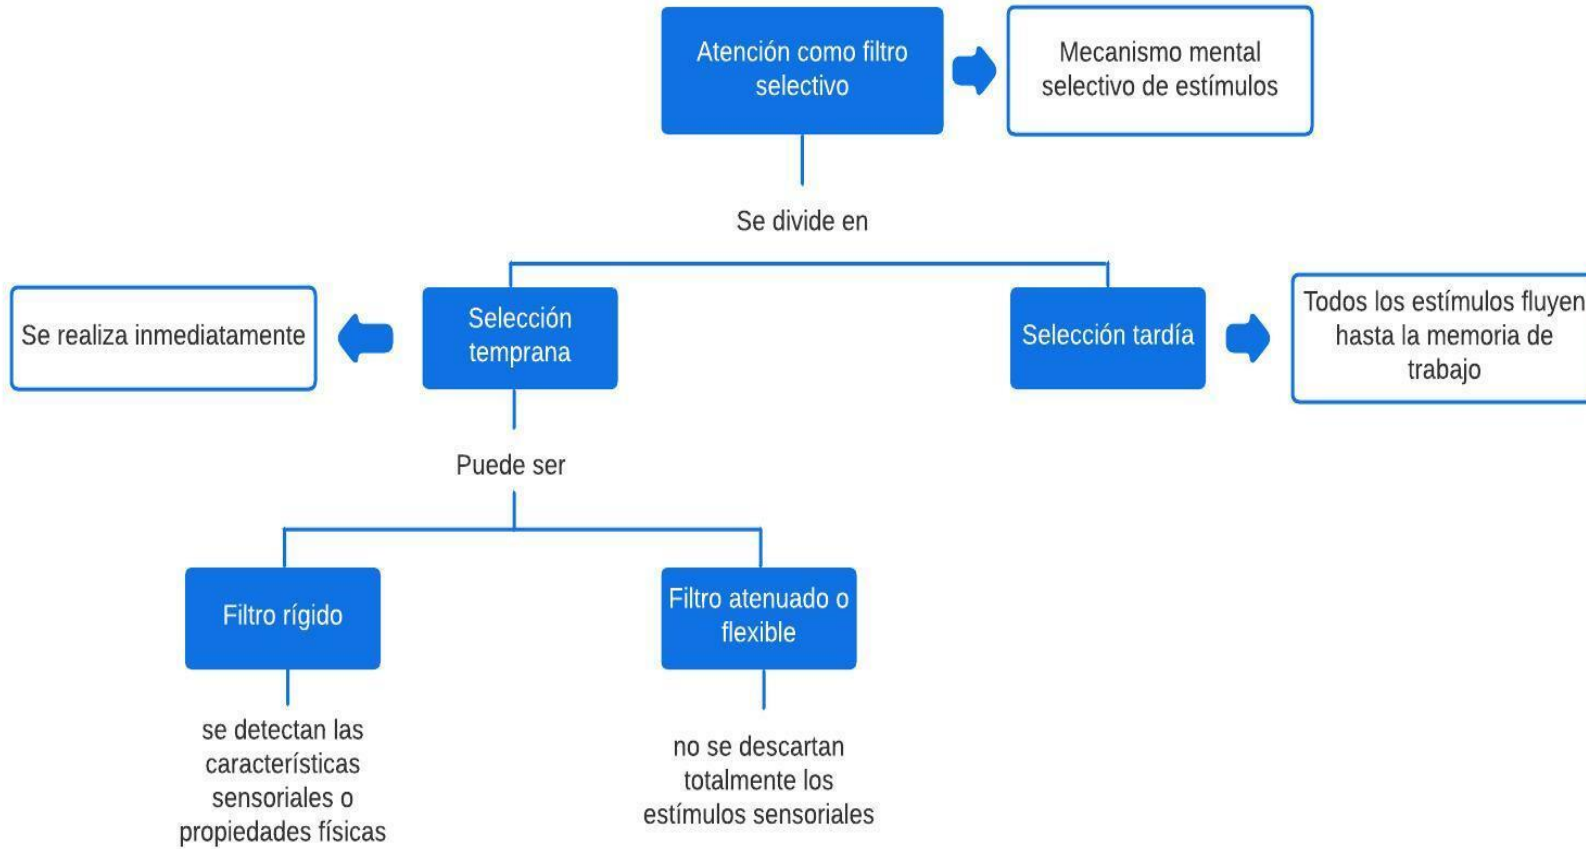 Atención como filtro
selectivo
Mecanismo mental
selectivo de estímulos
Se divide en
Se realiza inmediatamente
Selección
temprana
Selección tardía
Todos los estímulos fluyen
hasta la memoria de
trabajo
Puede ser
Filtro rígido
Filtro atenuado o
flexible
se detectan las
características
sensoriales o
propiedades físicas
no se descartan
totalmente los
estímulos sensoriales